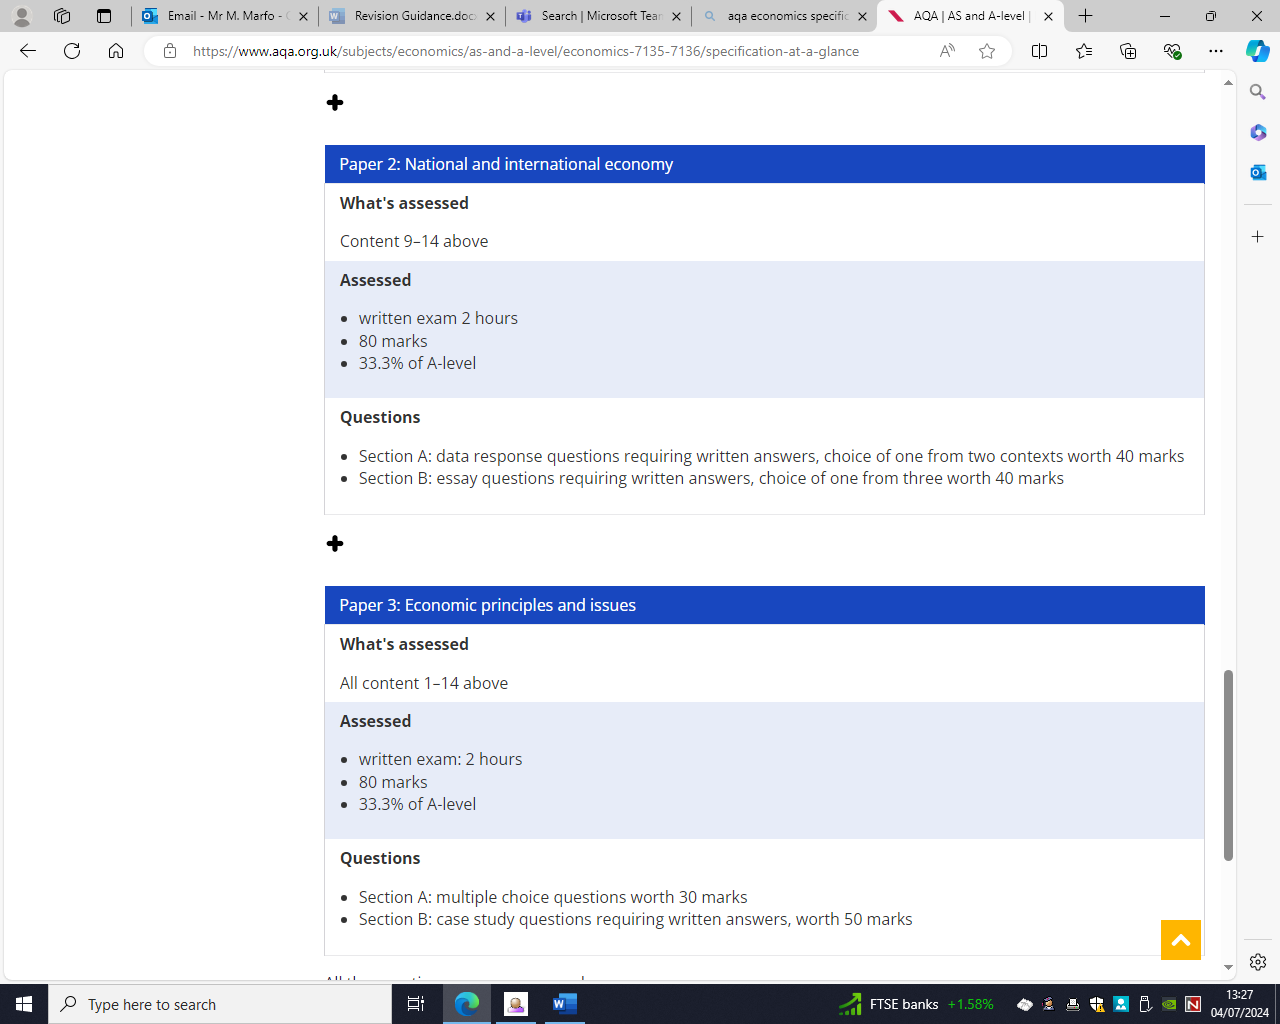 Email - Mr M. Marfo -
Revision Guidance.doc
Search | Microsoft Tea
aqa economics specific
AQA | AS and A-level |
https://www.aqa.org.uk/subjects/economics/as-and-a-level/economics-7135-7136/specification-at-a-glance
Paper 2: National and international economy
What's assessed
Content 9–14 above
Assessed
• written exam 2 hours
• 80 marks
• 33.3% of A-level
Questions
• Section A: data response questions requiring written answers, choice of one from two contexts worth 40 marks
• Section B: essay questions requiring written answers, choice of one from three worth 40 marks
Paper 3: Economic principles and issues
What's assessed
All content 1–14 above
Assessed
• written exam: 2 hours
• 80 marks
• 33.3% of A-level
Questions
• Section A: multiple choice questions worth 30 marks
• Section B: case study questions requiring written answers, worth 50 marks
Type here to search
FTSE banks +1.58%
13:27
04/07/2024